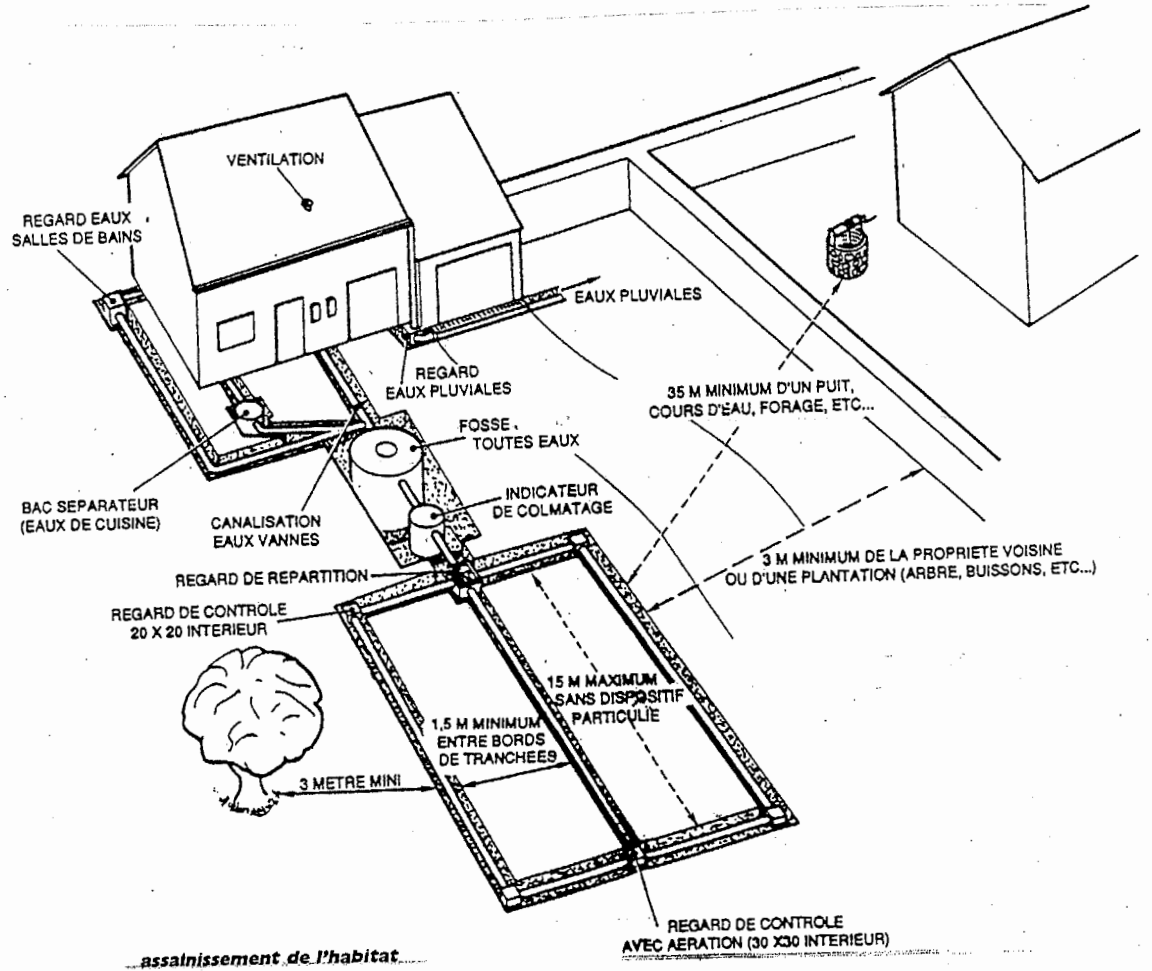 VENTILATION
REGARD EAUX
SALLES DE BAINS
EAUX PLUVIALES
REGARD
EAUX PLUVIALES
35 M MINIMUM D'UN PUIT,
COURS D'EAU, FORAGE, ETC...
FOSSE
TOUTES EAUX
BAC SEPARATEUR
(EAUX DE CUISINE)
CANALISATION
EAUX VANNES
INDICATEUR
DE COLMATAGE
3 M MINIMUM DE LA PROPRIETE VOISINE
OU D'UNE PLANTATION (ARBRE, BUISSONS, ETC...)
REGARD DE REPARTITION
REGARD DE CONTROLE
20 X 20 INTERIEUR
15 M MAXIMUM
SANS DISPOSITIF
PARTICULIE
1,5 M MINIMUM
ENTRE BORDS
DE TRANCHEES
3 METRE MINI
REGARD DE CONTROLE
AVEC AERATION (30 X30 INTERIEUR)
assainissement de l'habitat